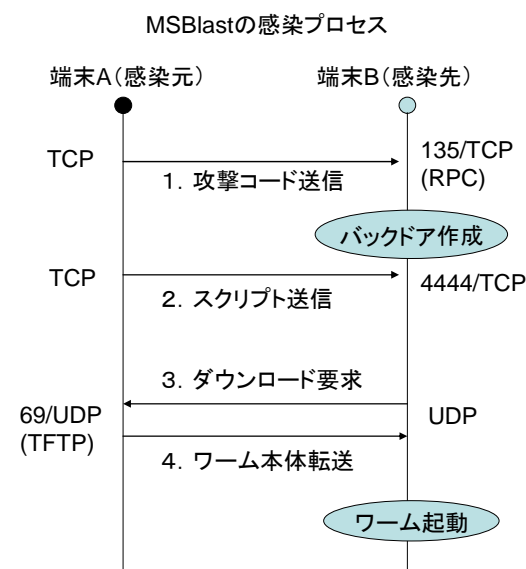 MSBlastの感染プロセス
端末A(感染元)
端末B(感染先)
TCP
135/TCP
(RPC)
1. 攻撃コード送信
バックドア作成
TCP
4444/TCP
2. スクリプト送信
3. ダウンロード要求
69/UDP
(TFTP)
UDP
4. ワーム本体転送
ワーム起動